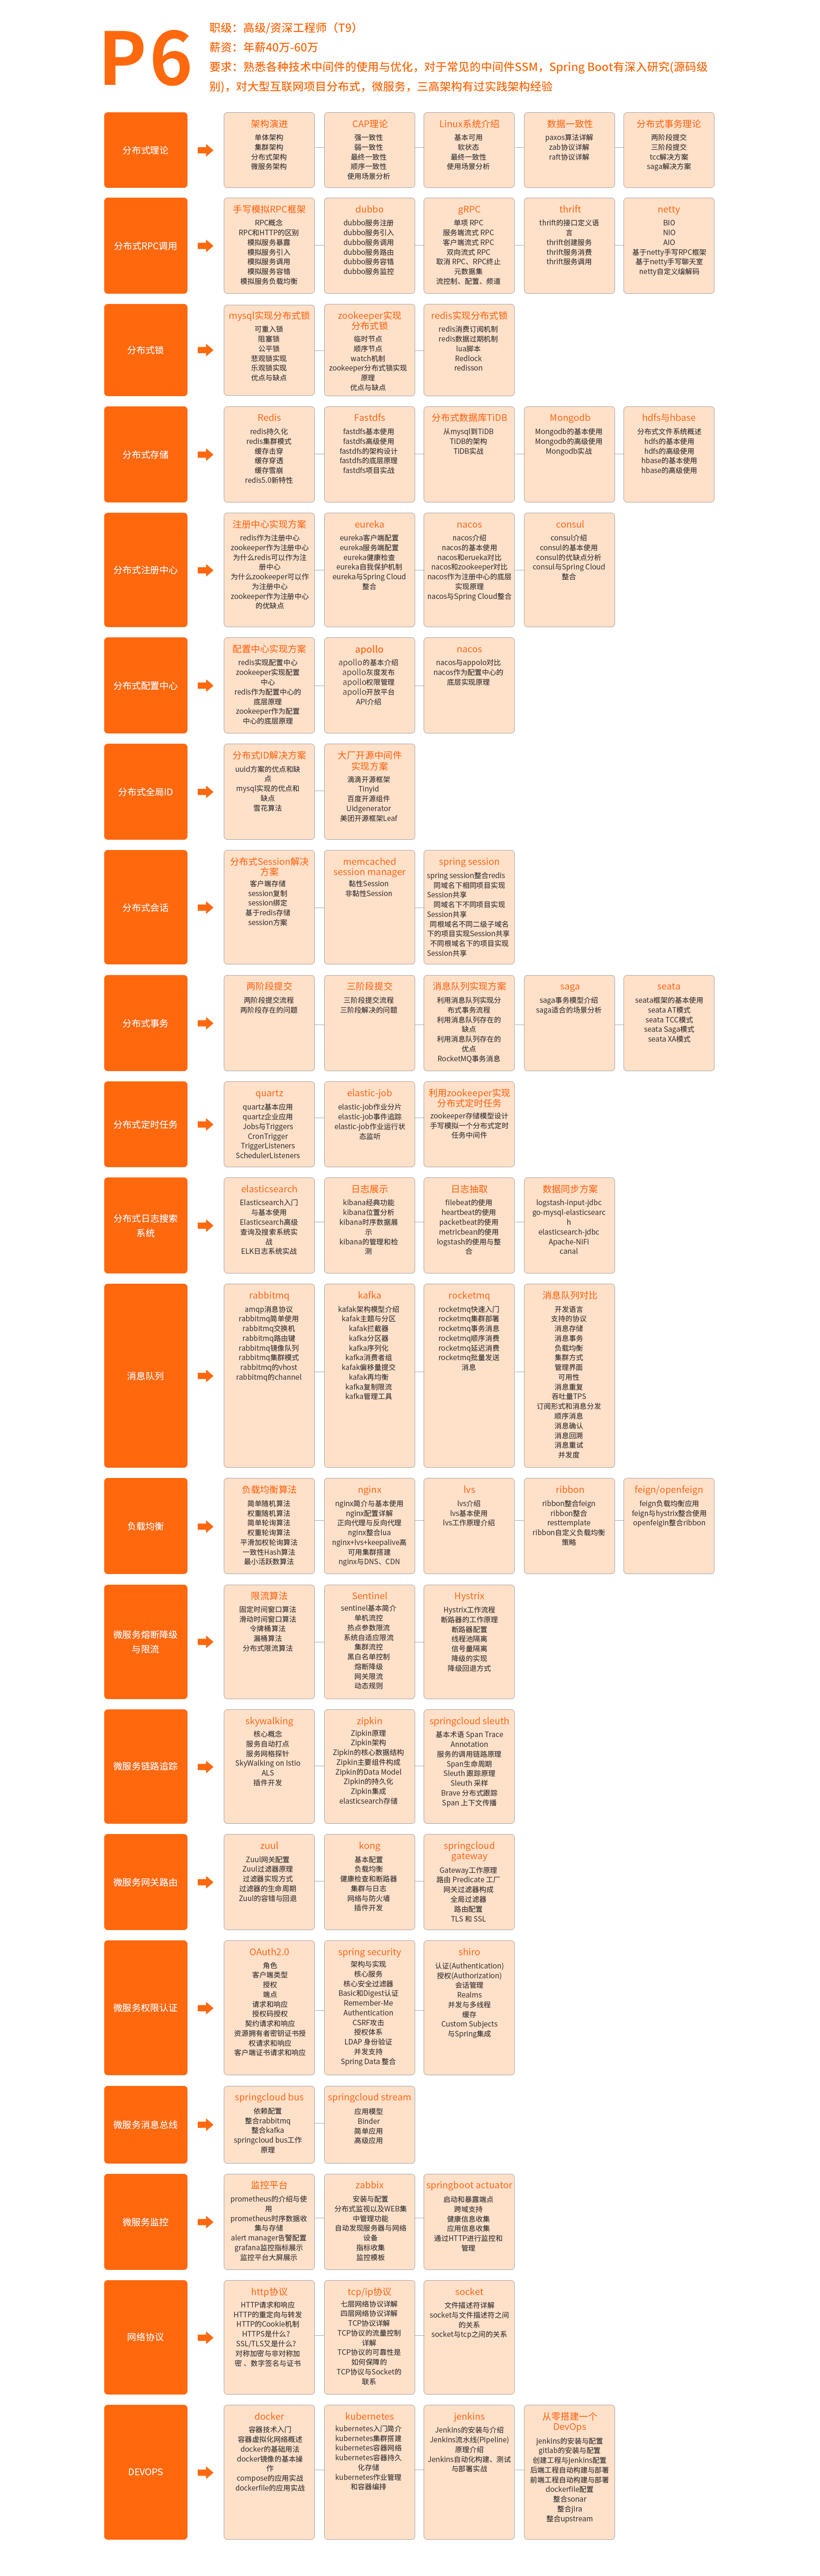 P6
职级：高级/资深工程师（T9）
薪资：年薪40万-60万
要求：熟悉各种技术中间件的使用与优化，对于常见的中间件SSM，Spring Boot有深入研究(源码级
别)，对大型互联网项目分布式，微服务，三高架构有过实践架构经验
分布式理论
架构演进
单体架构
集群架构
分布式架构
微服务架构
CAP理论
强一致性
弱一致性
最终一致性
顺序一致性
使用场景分析
Linux系统介绍
基本可用
软状态
最终一致性
使用场景分析
数据一致性
paxos算法详解
zab协议详解
raft协议详解
分布式事务理论
两阶段提交
三阶段提交
tcc解决方案
saga解决方案
分布式RPC调用
手写模拟RPC框架
RPC概念
RPC和HTTP的区别
模拟服务暴露
模拟服务引入
模拟服务调用
模拟服务容错
模拟服务负载均衡
dubbo
dubbo服务注册
dubbo服务引入
dubbo服务调用
dubbo服务路由
dubbo服务容错
dubbo服务监控
gRPC
单项 RPC
服务端流式 RPC
客户端流式 RPC
双向流式 RPC
取消 RPC、RPC终止
元数据集
流控制、配置、频道
thrift
thrift的接口定义语
言
thrift创建服务
thrift服务消费
thrift服务调用
netty
BIO
NIO
AIO
基于netty手写RPC框架
基于netty手写聊天室
netty自定义编解码
分布式锁
mysql实现分布式锁
可重入锁
阻塞锁
公平锁
悲观锁实现
乐观锁实现
优点与缺点
zookeeper实现
分布式锁
临时节点
顺序节点
watch机制
zookeeper分布式锁实现
原理
优点与缺点
redis实现分布式锁
redis消费订阅机制
redis数据过期机制
lua脚本
Redlock
redisson
分布式存储
Redis
redis持久化
redis集群模式
缓存击穿
缓存穿透
缓存雪崩
redis5.0新特性
Fastdfs
fastdfs基本使用
fastdfs高级使用
fastdfs的架构设计
fastdfs的底层原理
fastdfs项目实战
分布式数据库TiDB
从mysql到TiDB
TiDB的架构
TiDB实战
Mongodb
Mongodb的基本使用
Mongodb的高级使用
Mongodb实战
hdfs与hbase
分布式文件系统概述
hdfs的基本使用
hdfs的高级使用
hbase的基本使用
hbase的高级使用
分布式注册中心
注册中心实现方案
redis作为注册中心
zookeeper作为注册中心
为什么redis可以作为注
册中心
为什么zookeeper可以作
为注册中心
zookeeper作为注册中心
的优缺点
eureka
eureka客户端配置
eureka服务端配置
eureka健康检查
eureka自我保护机制
eureka与Spring Cloud
整合
nacos
nacos介绍
nacos的基本使用
nacos和erueka对比
nacos和zookeeper对比
nacos作为注册中心的底层
实现原理
nacos与Spring Cloud整合
consul
consul介绍
consul的基本使用
consul的优缺点分析
consul与Spring Cloud
整合
分布式配置中心
配置中心实现方案
redis实现配置中心
zookeeper实现配置
中心
redis作为配置中心的
底层原理
zookeeper作为配置
中心的底层原理
apollo
apollo的基本介绍
apollo灰度发布
apollo权限管理
apollo开放平台
API介绍
nacos
nacos与appolo对比
nacos作为配置中心的
底层实现原理
分布式全局ID
分布式ID解决方案
uuid方案的优点和缺
点
mysql实现的优点和
缺点
雪花算法
大厂开源中间件
实现方案
滴滴开源框架
Tinyid
百度开源组件
Uidgenerator
美团开源框架Leaf
分布式会话
分布式Session解决
方案
客户端存储
session复制
session绑定
基于redis存储
session方案
memcached
session manager
黏性Session
非黏性Session
spring session
spring session整合redis
同域名下相同项目实现
Session共享
同域名下不同项目实现
Session共享
同根域名不同二级子域名
下的项目实现Session共享
不同根域名下的项目实现
Session共享
分布式事务
两阶段提交
两阶段提交流程
两阶段存在的问题
三阶段提交
三阶段提交流程
三阶段解决的问题
消息队列实现方案
利用消息队列实现分
布式事务流程
利用消息队列存在的
缺点
利用消息队列存在的
优点
RocketMQ事务消息
saga
saga事务模型介绍
saga适合的场景分析
seata
seata框架的基本使用
seata AT模式
seata TCC模式
seata Saga模式
seata XA模式
分布式定时任务
quartz
quartz基本应用
quartz企业应用
Jobs与Triggers
CronTrigger
TriggerListeners
SchedulerListeners
elastic-job
elastic-job作业分片
elastic-job事件追踪
elastic-job作业运行状
态监听
利用zookeeper实现
分布式定时任务
zookeeper存储模型设计
手写模拟一个分布式定时
任务中间件
分布式日志搜索
系统
elasticsearch
Elasticsearch入门
与基本使用
Elasticsearch高级
查询及搜索系统实
战
ELK日志系统实战
日志展示
kibana经典功能
kibana位置分析
kibana时序数据展
示
kibana的管理和检
测
日志抽取
filebeat的使用
heartbeat的使用
packetbeat的使用
metricbean的使用
logstash的使用与整
合
数据同步方案
logstash-input-jdbc
go-mysql-elasticsearc
h
elasticsearch-jdbc
Apache-NiFi
canal
消息队列
rabbitmq
amqp消息协议
rabbitmq简单使用
rabbitmq交换机
rabbitmq路由键
rabbitmq镜像队列
rabbitmq集群模式
rabbitmq的vhost
rabbitmq的channel
kafka
kafak架构模型介绍
kafak主题与分区
kafak拦截器
kafka分区器
kafka序列化
kafka消费者组
kafak偏移量提交
kafak再均衡
kafka复制限流
kafka管理工具
rocketmq
rocketmq快速入门
rocketmq集群部署
rocketmq事务消息
rocketmq顺序消费
rocketmq延迟消费
rocketmq批量发送
消息
消息队列对比
开发语言
支持的协议
消息存储
消息事务
负载均衡
集群方式
管理界面
可用性
消息重复
吞吐量TPS
订阅形式和消息分发
顺序消息
消息确认
消息回溯
消息重试
并发度
负载均衡
负载均衡算法
简单随机算法
权重随机算法
简单轮询算法
权重轮询算法
平滑加权轮询算法
一致性Hash算法
最小活跃数算法
nginx
nginx简介与基本使用
nginx配置详解
正向代理与反向代理
nginx整合lua
nginx+lvs+keepalive高
可用集群搭建
nginx与DNS、CDN
lvs
lvs介绍
lvs基本使用
lvs工作原理介绍
ribbon
ribbon整合feign
ribbon整合
resttemplate
ribbon自定义负载均衡
策略
feign/openfeign
feign负载均衡应用
feign与hystrix整合使用
openfeigin整合ribbon
微服务熔断降级
与限流
限流算法
固定时间窗口算法
滑动时间窗口算法
令牌桶算法
漏桶算法
分布式限流算法
Sentinel
sentinel基本简介
单机流控
热点参数限流
系统自适应限流
集群流控
黑白名单控制
熔断降级
网关限流
动态规则
Hystrix
Hystrix工作流程
断路器的工作原理
断路器配置
线程池隔离
信号量隔离
降级的实现
降级回退方式
微服务链路追踪
skywalking
核心概念
服务自动打点
服务网格探针
SkyWalking on Istio
ALS
插件开发
zipkin
Zipkin原理
Zipkin架构
Zipkin的核心数据结构
Zipkin主要组件构成
Zipkin的Data Model
Zipkin的持久化
Zipkin集成
elasticsearch存储
springcloud sleuth
基本术语 Span Trace
Annotation
服务的调用链路原理
Span生命周期
Sleuth 跟踪原理
Sleuth 采样
Brave 分布式跟踪
Span 上下文传播
微服务网关路由
zuul
Zuul网关配置
Zuul过滤器原理
过滤器实现方式
过滤器的生命周期
Zuul的容错与回退
kong
基本配置
负载均衡
健康检查和断路器
集群与日志
网络与防火墙
插件开发
springcloud
gateway
Gateway工作原理
路由 Predicate 工厂
网关过滤器构成
全局过滤器
路由配置
TLS 和 SSL
微服务权限认证
OAuth2.0
角色
客户端类型
授权
端点
请求和响应
授权码授权
契约请求和响应
资源拥有者密钥证书授
权请求和响应
客户端证书请求和响应
spring security
架构与实现
核心服务
核心安全过滤器
Basic和Digest认证
Remember-Me
Authentication
CSRF攻击
授权体系
LDAP 身份验证
并发支持
Spring Data 整合
shiro
认证(Authentication)
授权(Authorization)
会话管理
Realms
并发与多线程
缓存
Custom Subjects
与Spring集成
微服务消息总线
springcloud bus
依赖配置
整合rabbitmq
整合kafka
springcloud bus工作
原理
springcloud stream
应用模型
Binder
简单应用
高级应用
微服务监控
监控平台
prometheus的介绍与使
用
prometheus时序数据收
集与存储
alert manager告警配置
grafana监控指标展示
监控平台大屏展示
zabbix
安装与配置
分布式监视以及WEB集
中管理功能
自动发现服务器与网络
设备
指标收集
监控模板
springboot actuator
启动和暴露端点
跨域支持
健康信息收集
应用信息收集
通过HTTP进行监控和
管理
网络协议
http协议
HTTP请求和响应
HTTP的重定向与转发
HTTP的Cookie机制
HTTPS是什么?
SSL/TLS又是什么?
对称加密与非对称加
密 、数字签名与证书
tcp/ip协议
七层网络协议详解
四层网络协议详解
TCP协议详解
TCP协议的流量控制
详解
TCP协议的可靠性是
如何保障的
TCP协议与Socket的
联系
socket
文件描述符详解
socket与文件描述符之间
的关系
socket与tcp之间的关系
DEVOPS
docker
容器技术入门
容器虚拟化网络概述
docker的基础用法
docker镜像的基本操
作
compose的应用实战
dockerfile的应用实战
kubernetes
kubernetes入门简介
kubernetes集群搭建
kubernetes容器网络
kubernetes容器持久
化存储
kubernetes作业管理
和容器编排
jenkins
Jenkins的安装与介绍
Jenkins流水线(Pipeline)
原理介绍
Jenkins自动化构建、测试
与部署实战
从零搭建一个
DevOps
jenkins的安装与配置
gitlab的安装与配置
创建工程与jenkins配置
后端工程自动构建与部署
前端工程自动构建与部署
dockerfile配置
整合sonar
整合jira
整合upstream